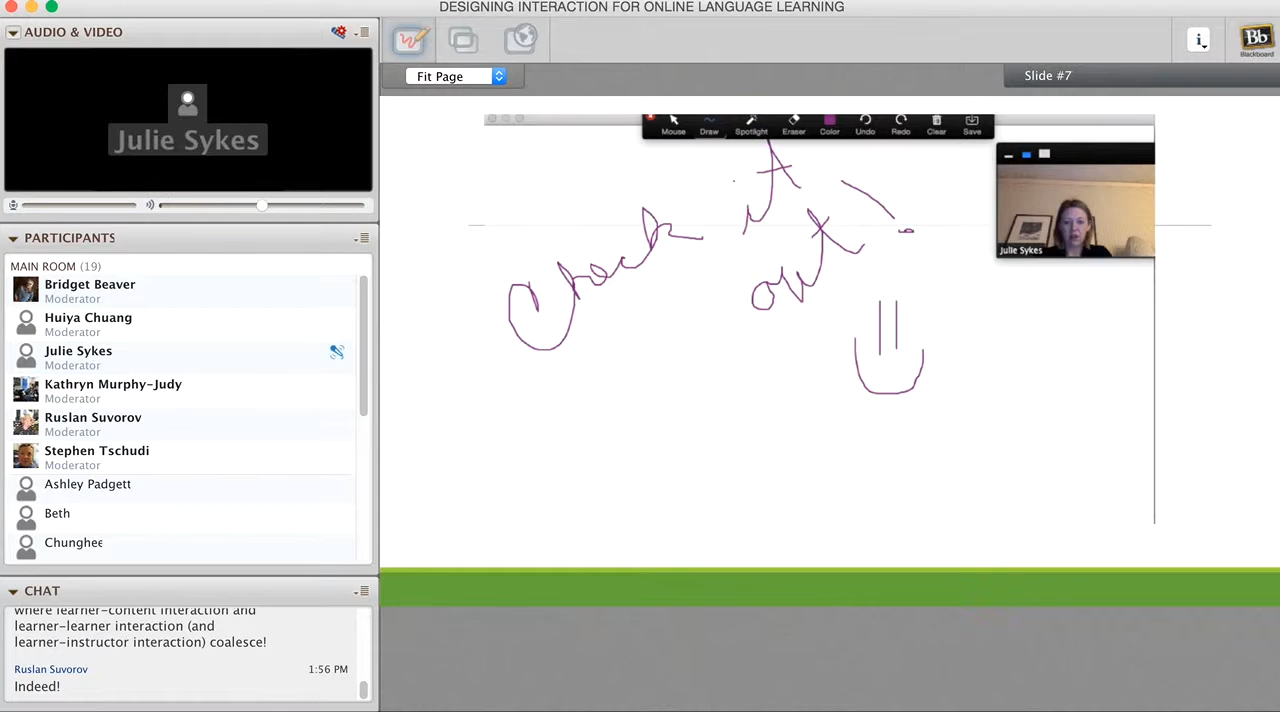 DESIGNING INTERACTION FOR ONLINE LANGUAGE LEARNING
AUDIO & VIDEO
Julie Sykes
PARTICIPANTS
MAIN ROOM (19)
Bridget Beaver
Moderator
Huiya Chuang
Moderator
Julie Sykes
Moderator
Kathryn Murphy-Judy
Moderator
Ruslan Suvorov
Moderator
Stephen Tschudi
Moderator
Ashley Padgett
Beth
Chunghee
CHAT
where learner-content interaction and
learner-learner interaction (and
learner-instructor interaction) coalesce!
Ruslan Suvorov 1:56 PM
Indeed!
i
Bb
Blackboard
Fit Page
Slide #7
Mouse Draw Spotlight Eraser Color Undo Redo Clear Save
Julie Sykes
Check it
out!